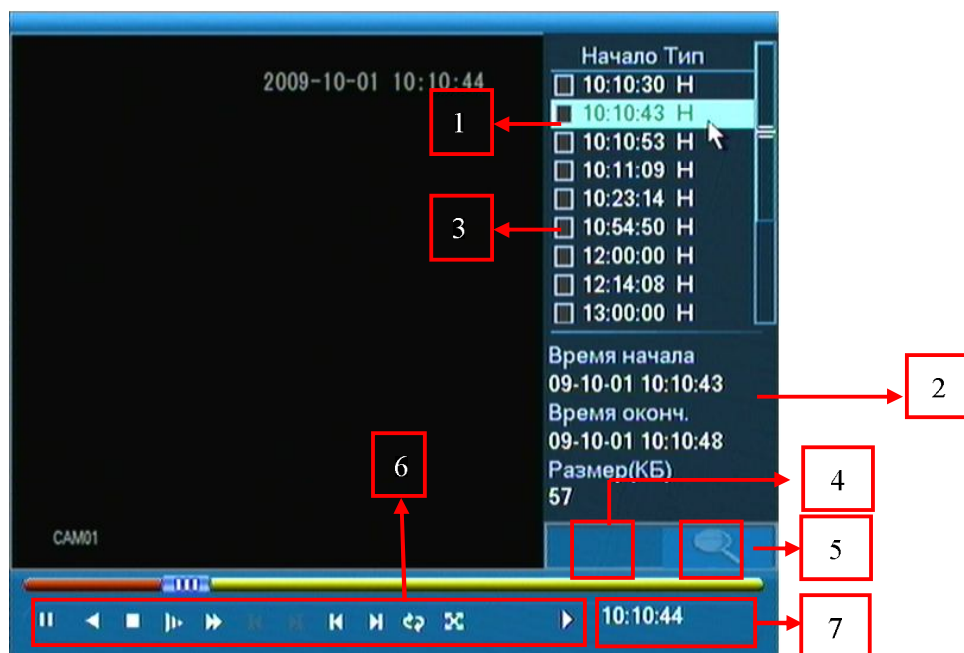 2009-10-01 10:10:44
Начало Тип
10:10:30 Н
10:10:43 Н
10:10:53 Н
10:11:09 Н
10:23:14 Н
10:54:50 Н
12:00:00 Н
12:14:08 Н
13:00:00 Н
1
3
Время начала
09-10-01 10:10:43
2
Время оконч.
09-10-01 10:10:48
Размер(КБ)
57
6
4
CAM01
5
10:10:44
7